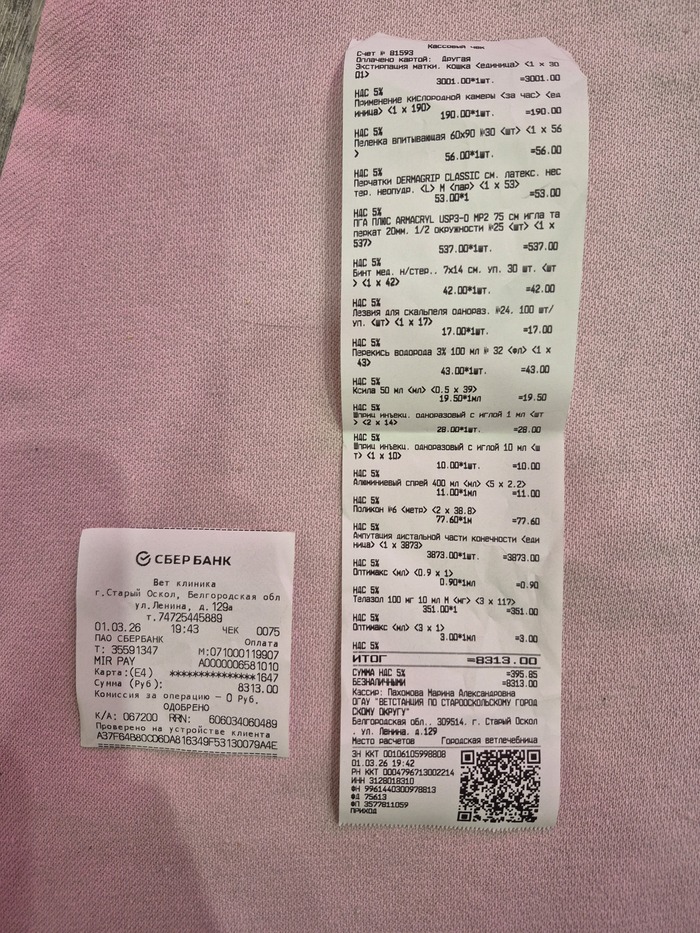 СБЕР БАНК
Вет клиника
г.Старый Оскол, Белгородская обл
ул.Ленина, д.129а
т.74725445889
01.03.26 19:43 ЧЕК 0075
ПАО СБЕРБАНК Оплата
Т: 35591347 М:071000119907
MIR PAY A0000006581010
Карта:(E4) ****************1647
Сумма (Руб): 8313.00
Комиссия за операцию – 0 Руб.
ОДОБРЕНО
К/А: 067200 RRN: 606034060489
Проверено на устройстве клиента
Кассовый чек
Счет № 81593
Оплачено картой: Другая
Экстирпация матки. кошка <единица> <1 x 30
01>
3001.00*1шт. =3001.00
НДС 5%
Применение кислородной камеры <за час> <ед
иница> <1 x 190>
190.00*1шт. =190.00
НДС 5%
Пеленка впитывающая 60x90 №30 <шт> <1 x 56
>
56.00*1шт. =56.00
НДС 5%
Перчатки DERMAGRIP CLASSIC см. латекс. нес
тер. неопудр. <L> M <пар> <1 x 53>
53.00*1 =53.00
НДС 5%
ПГА ПЛЮС ARMACRYL USP3-0 MP2 75 см игла та
перкат 20мм. 1/2 окружности №25 <шт> <1 x
537>
537.00*1шт. =537.00
НДС 5%
Бинт мед. н/стер.. 7x14 см. уп. 30 шт. <шт
> <1 x 42>
42.00*1шт. =42.00
НДС 5%
Лезвия для скальпеля однораз. №24. 100 шт/
уп. <шт> <1 x 17>
17.00*1шт. =17.00
НДС 5%
Перекись водорода 3% 100 мл № 32 <фл> <1 x
43>
43.00*1шт. =43.00
НДС 5%
Ксила 50 мл <мл> <0.5 x 39>
19.50*1мл =19.50
НДС 5%
Шприц инъекц. одноразовый с иглой 1 мл <шт
> <2 x 14>
28.00*1шт. =28.00
НДС 5%
Шприц инъекц. одноразовый с иглой 10 мл <ш
т> <1 x 10>
10.00*1шт. =10.00
НДС 5%
Алюминиевый спрей 400 мл <мл> <5 x 2.2>
11.00*1мл =11.00
НДС 5%
Поликон №6 <метр> <2 x 38.8>
77.60*1м =77.60
НДС 5%
Ампутация дистальной части конечности <еди
ница> <1 x 3873>
3873.00*1шт. =3873.00
НДС 5%
Оптимакс <мл> <0.9 x 1>
0.90*1мл =0.90
НДС 5%
Телазол 100 мг 10 мл М <мг> <3 x 117>
351.00*1 =351.00
НДС 5%
Оптимакс <мл> <3 x 1>
3.00*1мл =3.00
НДС 5%
ИТОГ =8313.00
СУММА НДС 5% =395.85
БЕЗНАЛИЧНЫМИ =8313.00
Кассир: Пахомова Марина Александровна
ОГАУ "ВЕТСТАНЦИЯ ПО СТАРООСКОЛЬСКОМУ ГОРОД
СКОМУ ОКРУГУ"
Белгородская обл.. 309514. г. Старый Оскол
. ул. Ленина. д.129
Место расчетов Городская ветлечебница
ЗН ККТ 00106105998808
01.03.26 19:42
РН ККТ 0004796713002214
ИНН 3128018310
ФН 9961440300978813
ФД 75613
ФП 3577811059
ПРИХОД